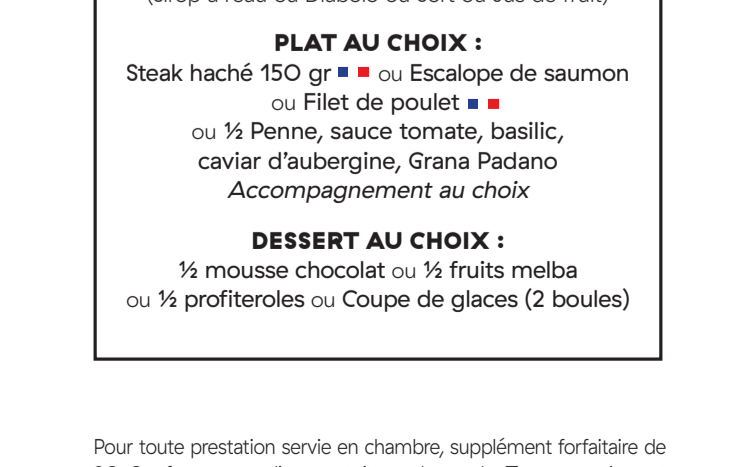 PLAT AU CHOIX :
Steak haché 150 gr ou Escalope de saumon
ou Filet de poulet
ou ½ Penne, sauce tomate, basilic,
caviar d'aubergine, Grana Padano
Accompagnement au choix
DESSERT AU CHOIX :
½ mousse chocolat ou ½ fruits melba
ou ½ profiteroles ou Coupe de glaces (2 boules)
Pour toute prestation servie en chambre, supplément forfaitaire de